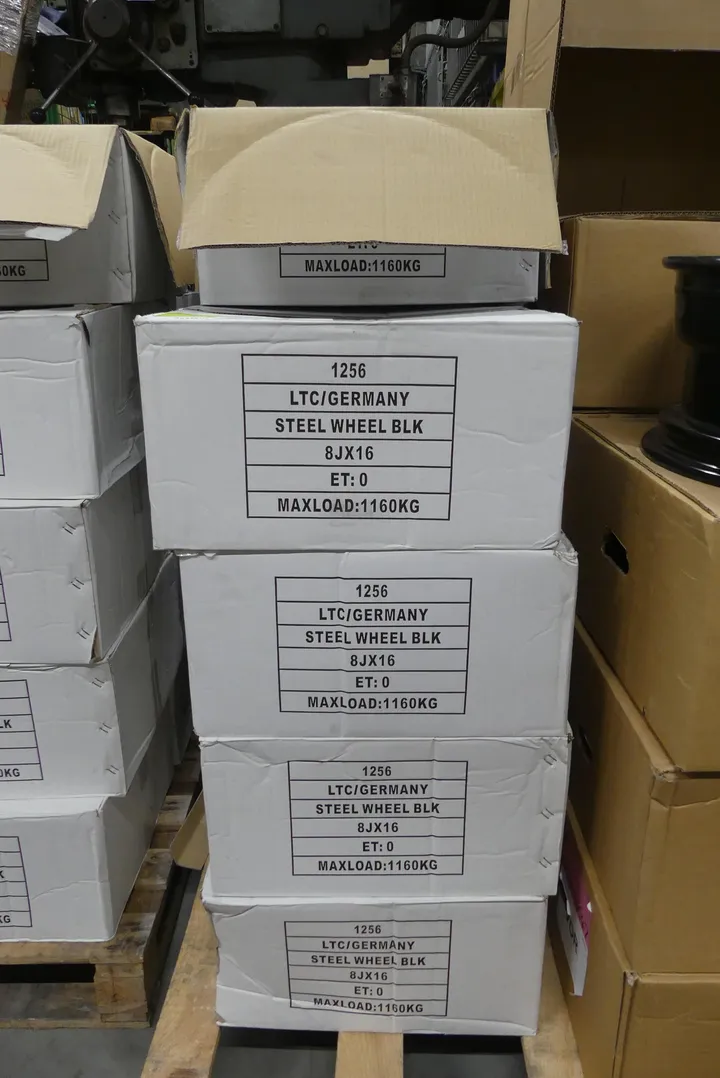 MAXLOAD:1160KG
1256
LTC/GERMANY
STEEL WHEEL BLK
8JX16
ET: 0
MAXLOAD:1160KG
1256
LTC/GERMANY
STEEL WHEEL BLK
8JX16
ET: 0
MAXLOAD:1160KG
1256
LTC/GERMANY
STEEL WHEEL BLK
8JX16
ET: 0
MAXLOAD:1160KG
1256
LTC/GERMANY
STEEL WHEEL BLK
8JX16
ET: 0
MAXLOAD:1160KG